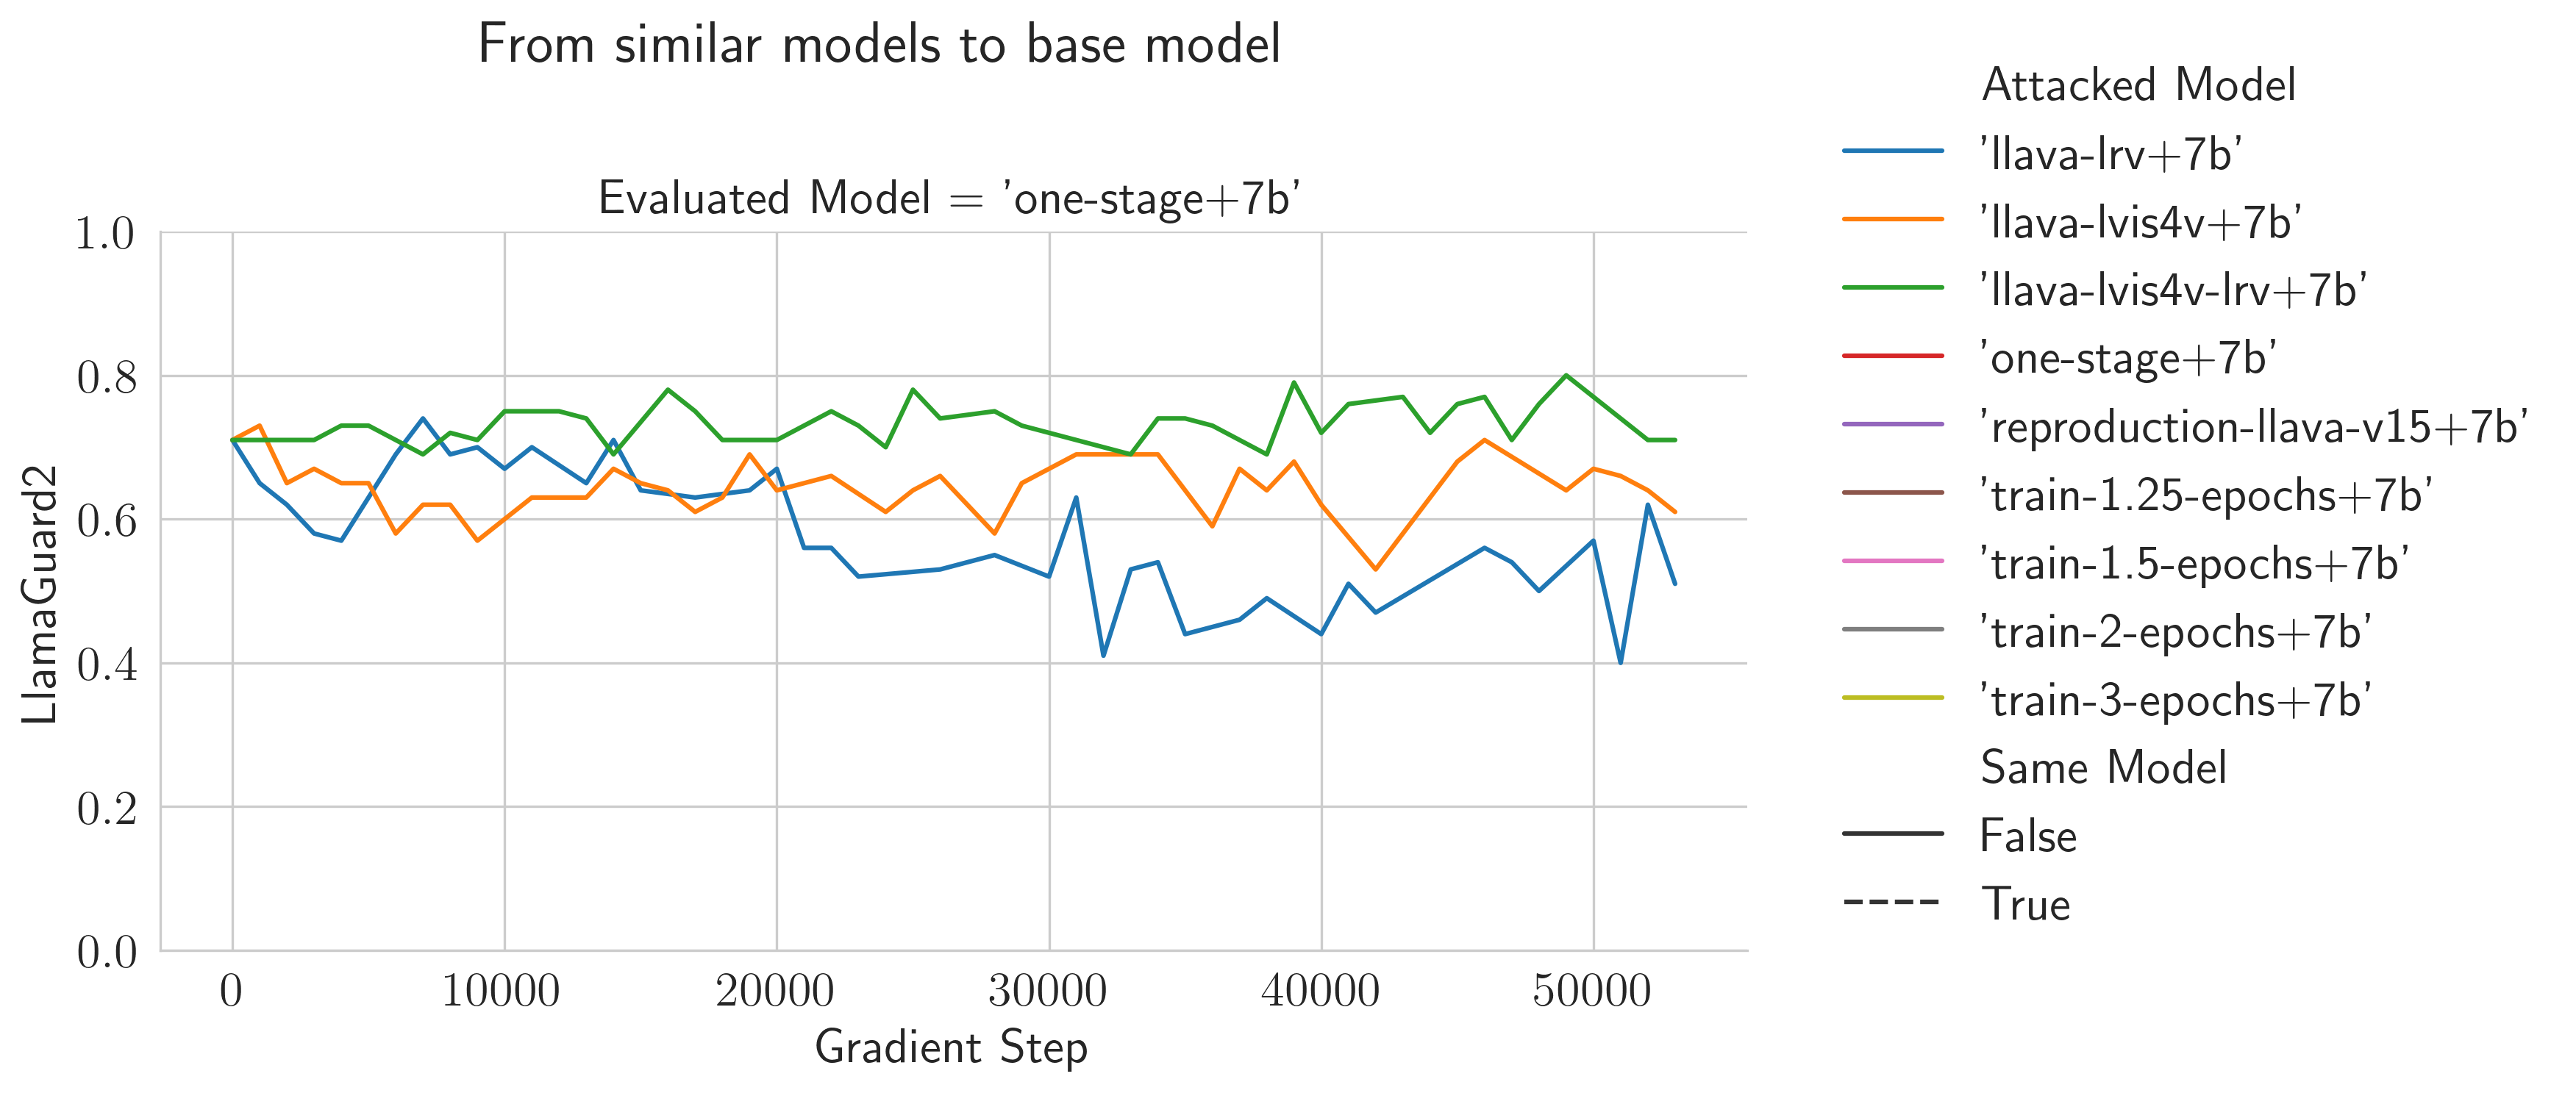 From similar models to base model
Evaluated Model = 'one-stage+7b'
LlamaGuard2
1.0
0.8
0.6
0.4
0.2
0.0
0 10000 20000 30000 40000 50000
Gradient Step
Attacked Model
'llava-lrv+7b'
'llava-lvis4v+7b'
'llava-lvis4v-lrv+7b'
'one-stage+7b'
'reproduction-llava-v15+7b'
'train-1.25-epochs+7b'
'train-1.5-epochs+7b'
'train-2-epochs+7b'
'train-3-epochs+7b'
Same Model
False
True